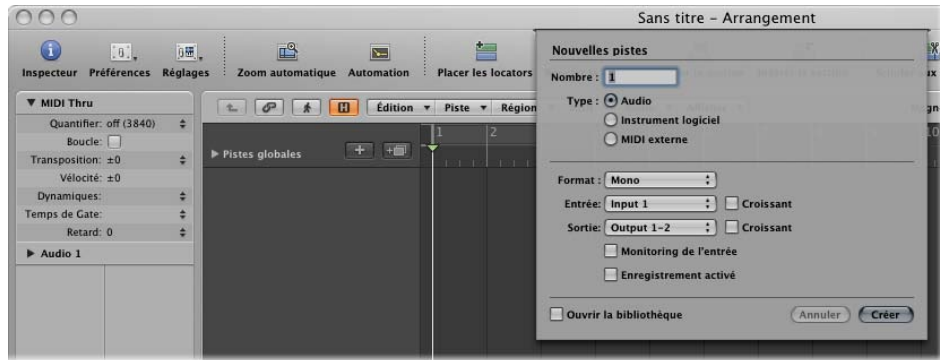 Sans titre – Arrangement
Inspecteur Préférences Réglages Zoom automatique Automation Placer les locators
Nouvelles pistes
Nombre : 1
Type : Audio
Instrument logiciel
MIDI externe
Format : Mono
Entrée: Input 1 Croissant
Sortie: Output 1-2 Croissant
Monitoring de l'entrée
Enregistrement activé
Ouvrir la bibliothèque Annuler Créer
MIDI Thru
Quantifier: off (3840)
Boucle:
Transposition: ±0
Vélocité: ±0
Dynamiques:
Temps de Gate:
Retard: 0
Audio 1
Édition Piste Région
1 2
Pistes globales